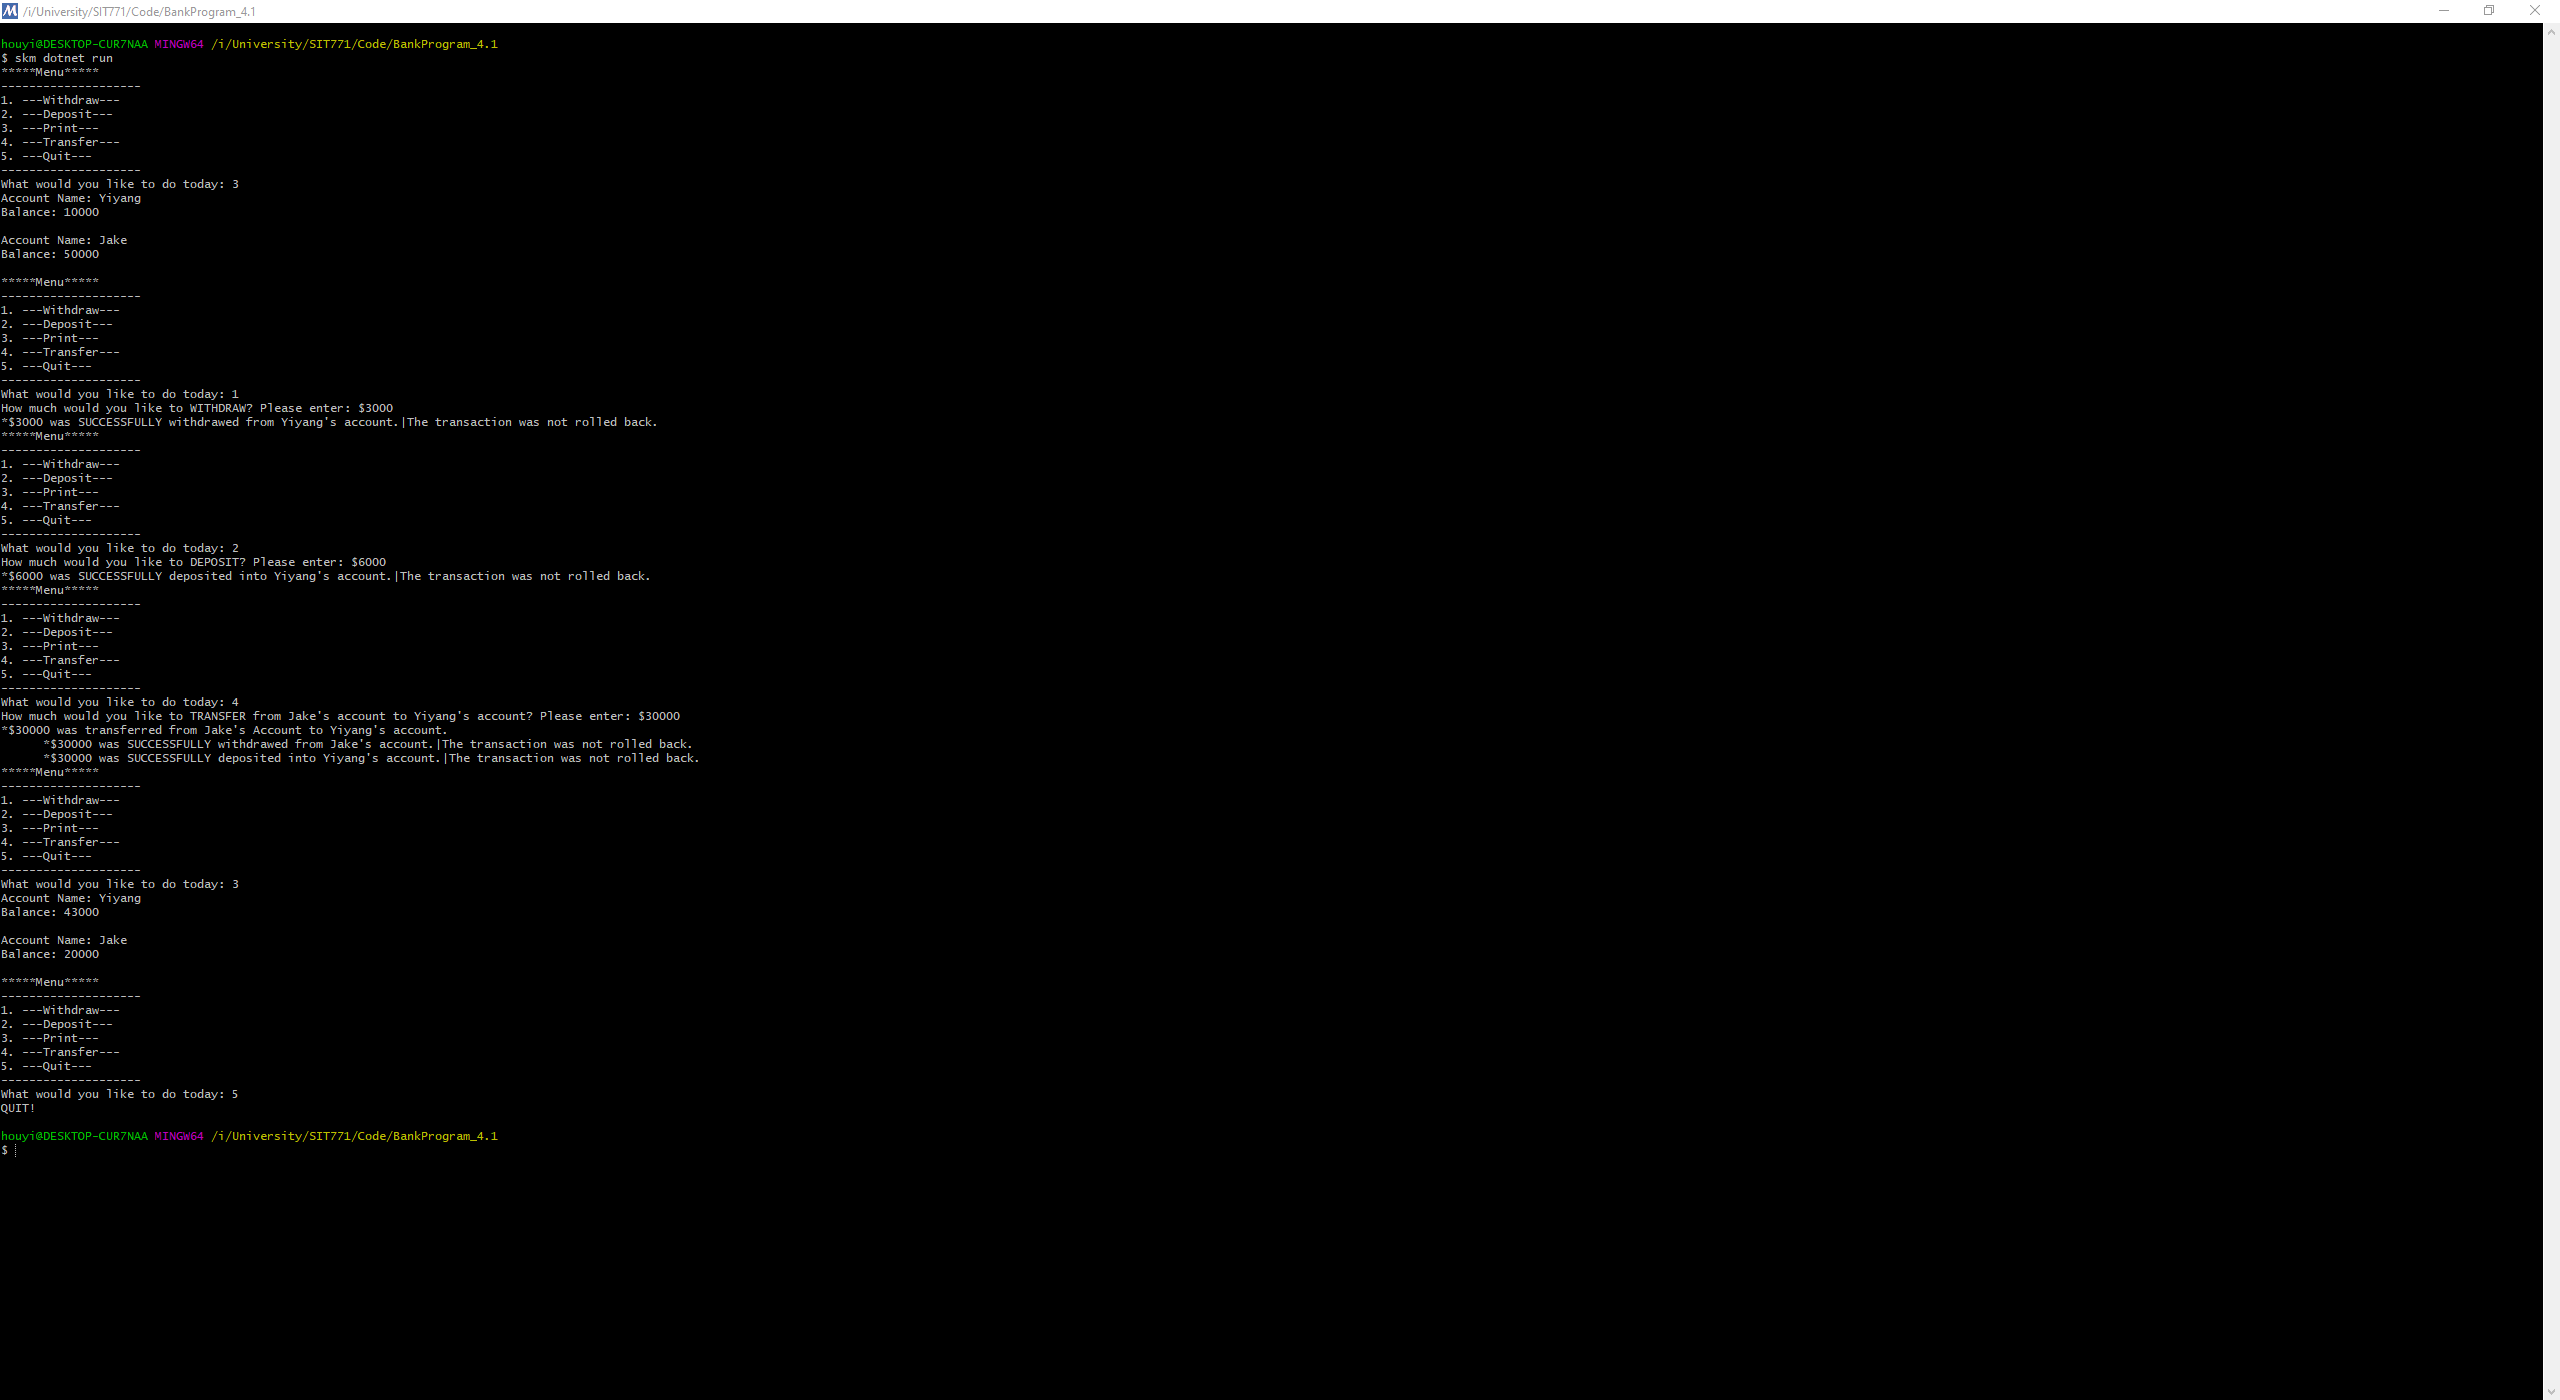 /i/University/SIT771/Code/BankProgram_4.1
houyi@DESKTOP-CUR7NAA MINGW64 /i/University/SIT771/Code/BankProgram_4.1
$ skm dotnet run
*****Menu*****
--------------------
1. ---Withdraw---
2. ---Deposit---
3. ---Print---
4. ---Transfer---
5. ---Quit---
--------------------
What would you like to do today: 3
Account Name: Yiyang
Balance: 10000
Account Name: Jake
Balance: 50000
*****Menu*****
--------------------
1. ---Withdraw---
2. ---Deposit---
3. ---Print---
4. ---Transfer---
5. ---Quit---
--------------------
What would you like to do today: 1
How much would you like to WITHDRAW? Please enter: $3000
*$3000 was SUCCESSFULLY withdrawed from Yiyang's account.|The transaction was not rolled back.
*****Menu*****
--------------------
1. ---Withdraw---
2. ---Deposit---
3. ---Print---
4. ---Transfer---
5. ---Quit---
--------------------
What would you like to do today: 2
How much would you like to DEPOSIT? Please enter: $6000
*$6000 was SUCCESSFULLY deposited into Yiyang's account.|The transaction was not rolled back.
*****Menu*****
--------------------
1. ---Withdraw---
2. ---Deposit---
3. ---Print---
4. ---Transfer---
5. ---Quit---
--------------------
What would you like to do today: 4
How much would you like to TRANSFER from Jake's account to Yiyang's account? Please enter: $30000
*$30000 was transferred from Jake's Account to Yiyang's account.
*$30000 was SUCCESSFULLY withdrawed from Jake's account.|The transaction was not rolled back.
*$30000 was SUCCESSFULLY deposited into Yiyang's account.|The transaction was not rolled back.
*****Menu*****
--------------------
1. ---Withdraw---
2. ---Deposit---
3. ---Print---
4. ---Transfer---
5. ---Quit---
--------------------
What would you like to do today: 3
Account Name: Yiyang
Balance: 43000
Account Name: Jake
Balance: 20000
*****Menu*****
--------------------
1. ---Withdraw---
2. ---Deposit---
3. ---Print---
4. ---Transfer---
5. ---Quit---
--------------------
What would you like to do today: 5
QUIT!
houyi@DESKTOP-CUR7NAA MINGW64 /i/University/SIT771/Code/BankProgram_4.1
$